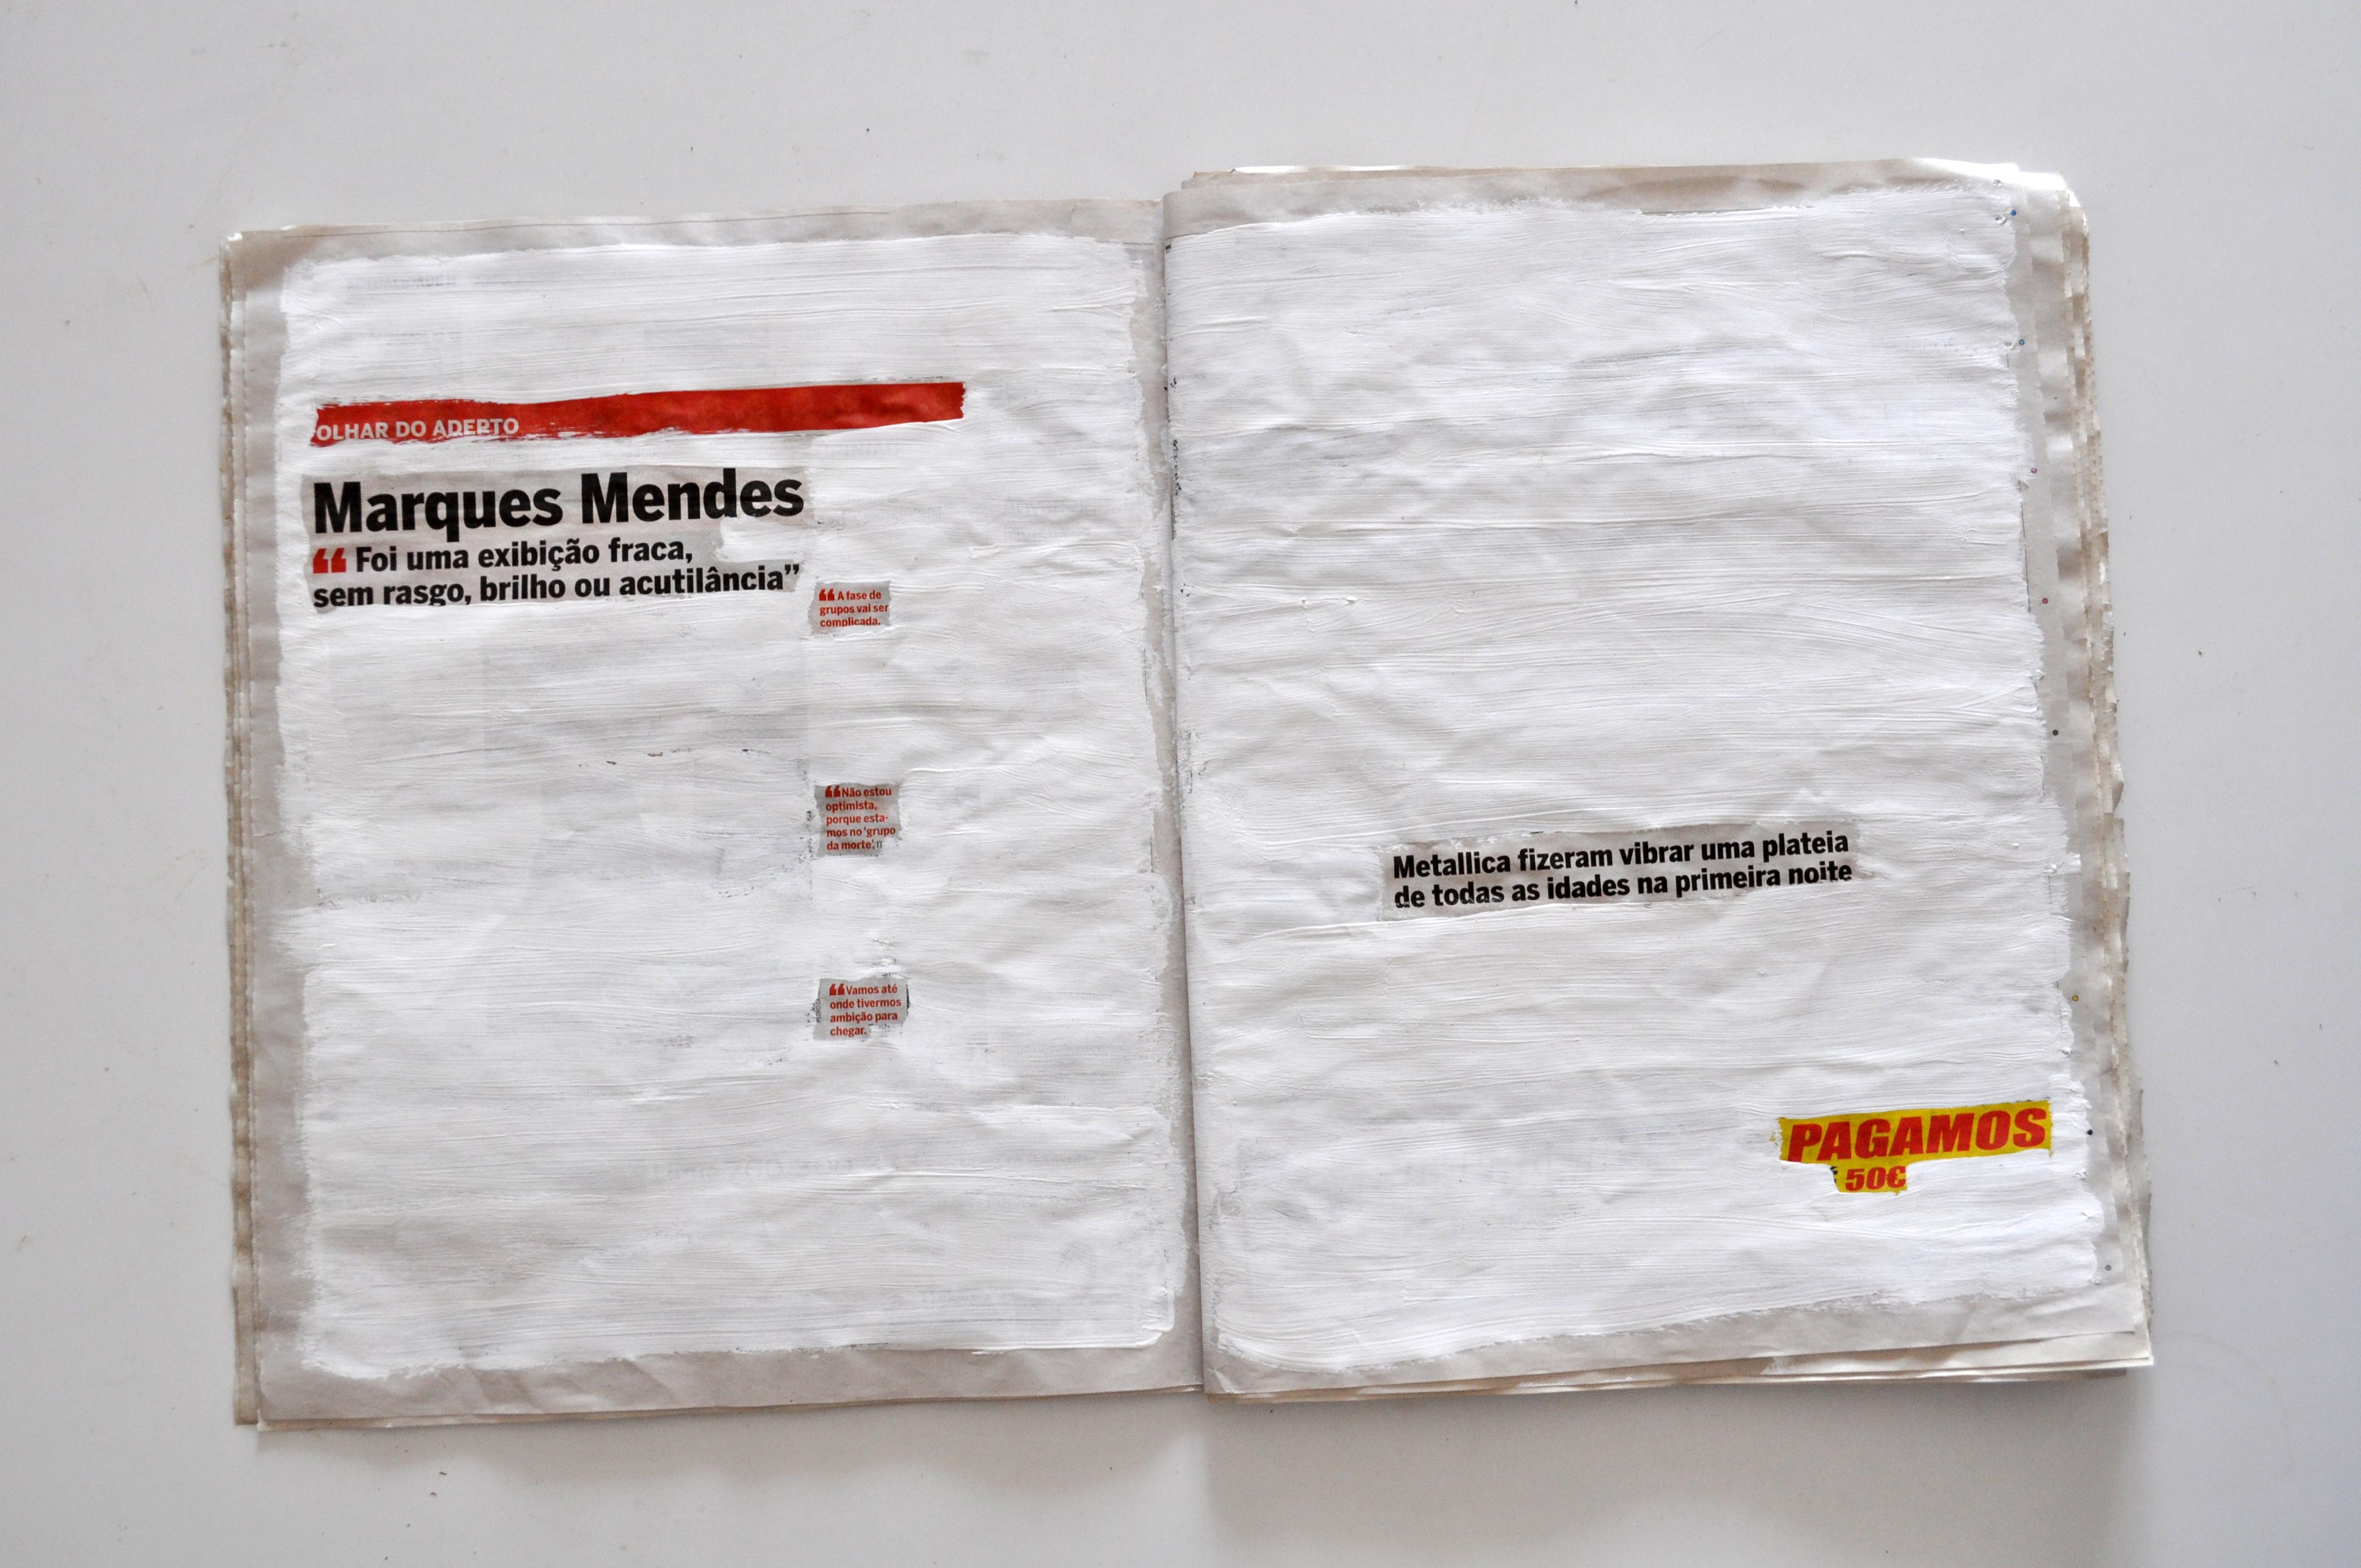 OLHAR DO ADEPTO
Marques Mendes
“Foi uma exibição fraca,
sem rasgo, brilho ou acutilância”
“A fase de
grupos vai ser
complicada.
“Não estou
optimista,
porque esta-
mos no ‘grupo
da morte’,
“Vamos até
onde tivermos
ambição para
chegar.
Metallica fizeram vibrar uma plateia
de todas as idades na primeira noite
PAGAMOS
50€